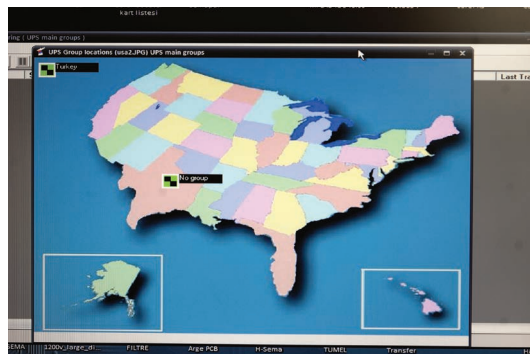 kart listesi
ring ( UPS main groups )
UPS Group locations (usa2.JPG) UPS main groups
Last Tra
Turkey
No group
SEMA
1200v_large_di...
FILTRE
Arge PCB
H-Sema
TUMEL
Transfer